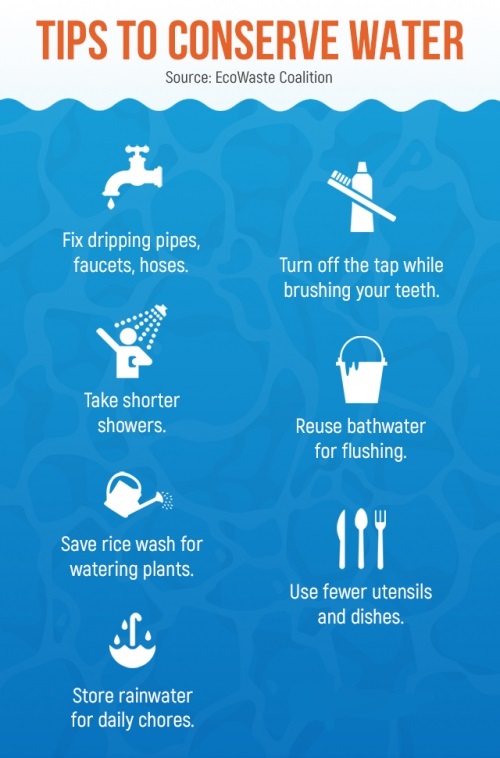 TIPS TO CONSERVE WATER
Source: EcoWaste Coalition
Fix dripping pipes,
faucets, hoses.
Turn off the tap while
brushing your teeth.
Take shorter
showers.
Reuse bathwater
for flushing.
Save rice wash for
watering plants.
Use fewer utensils
and dishes.
Store rainwater
for daily chores.